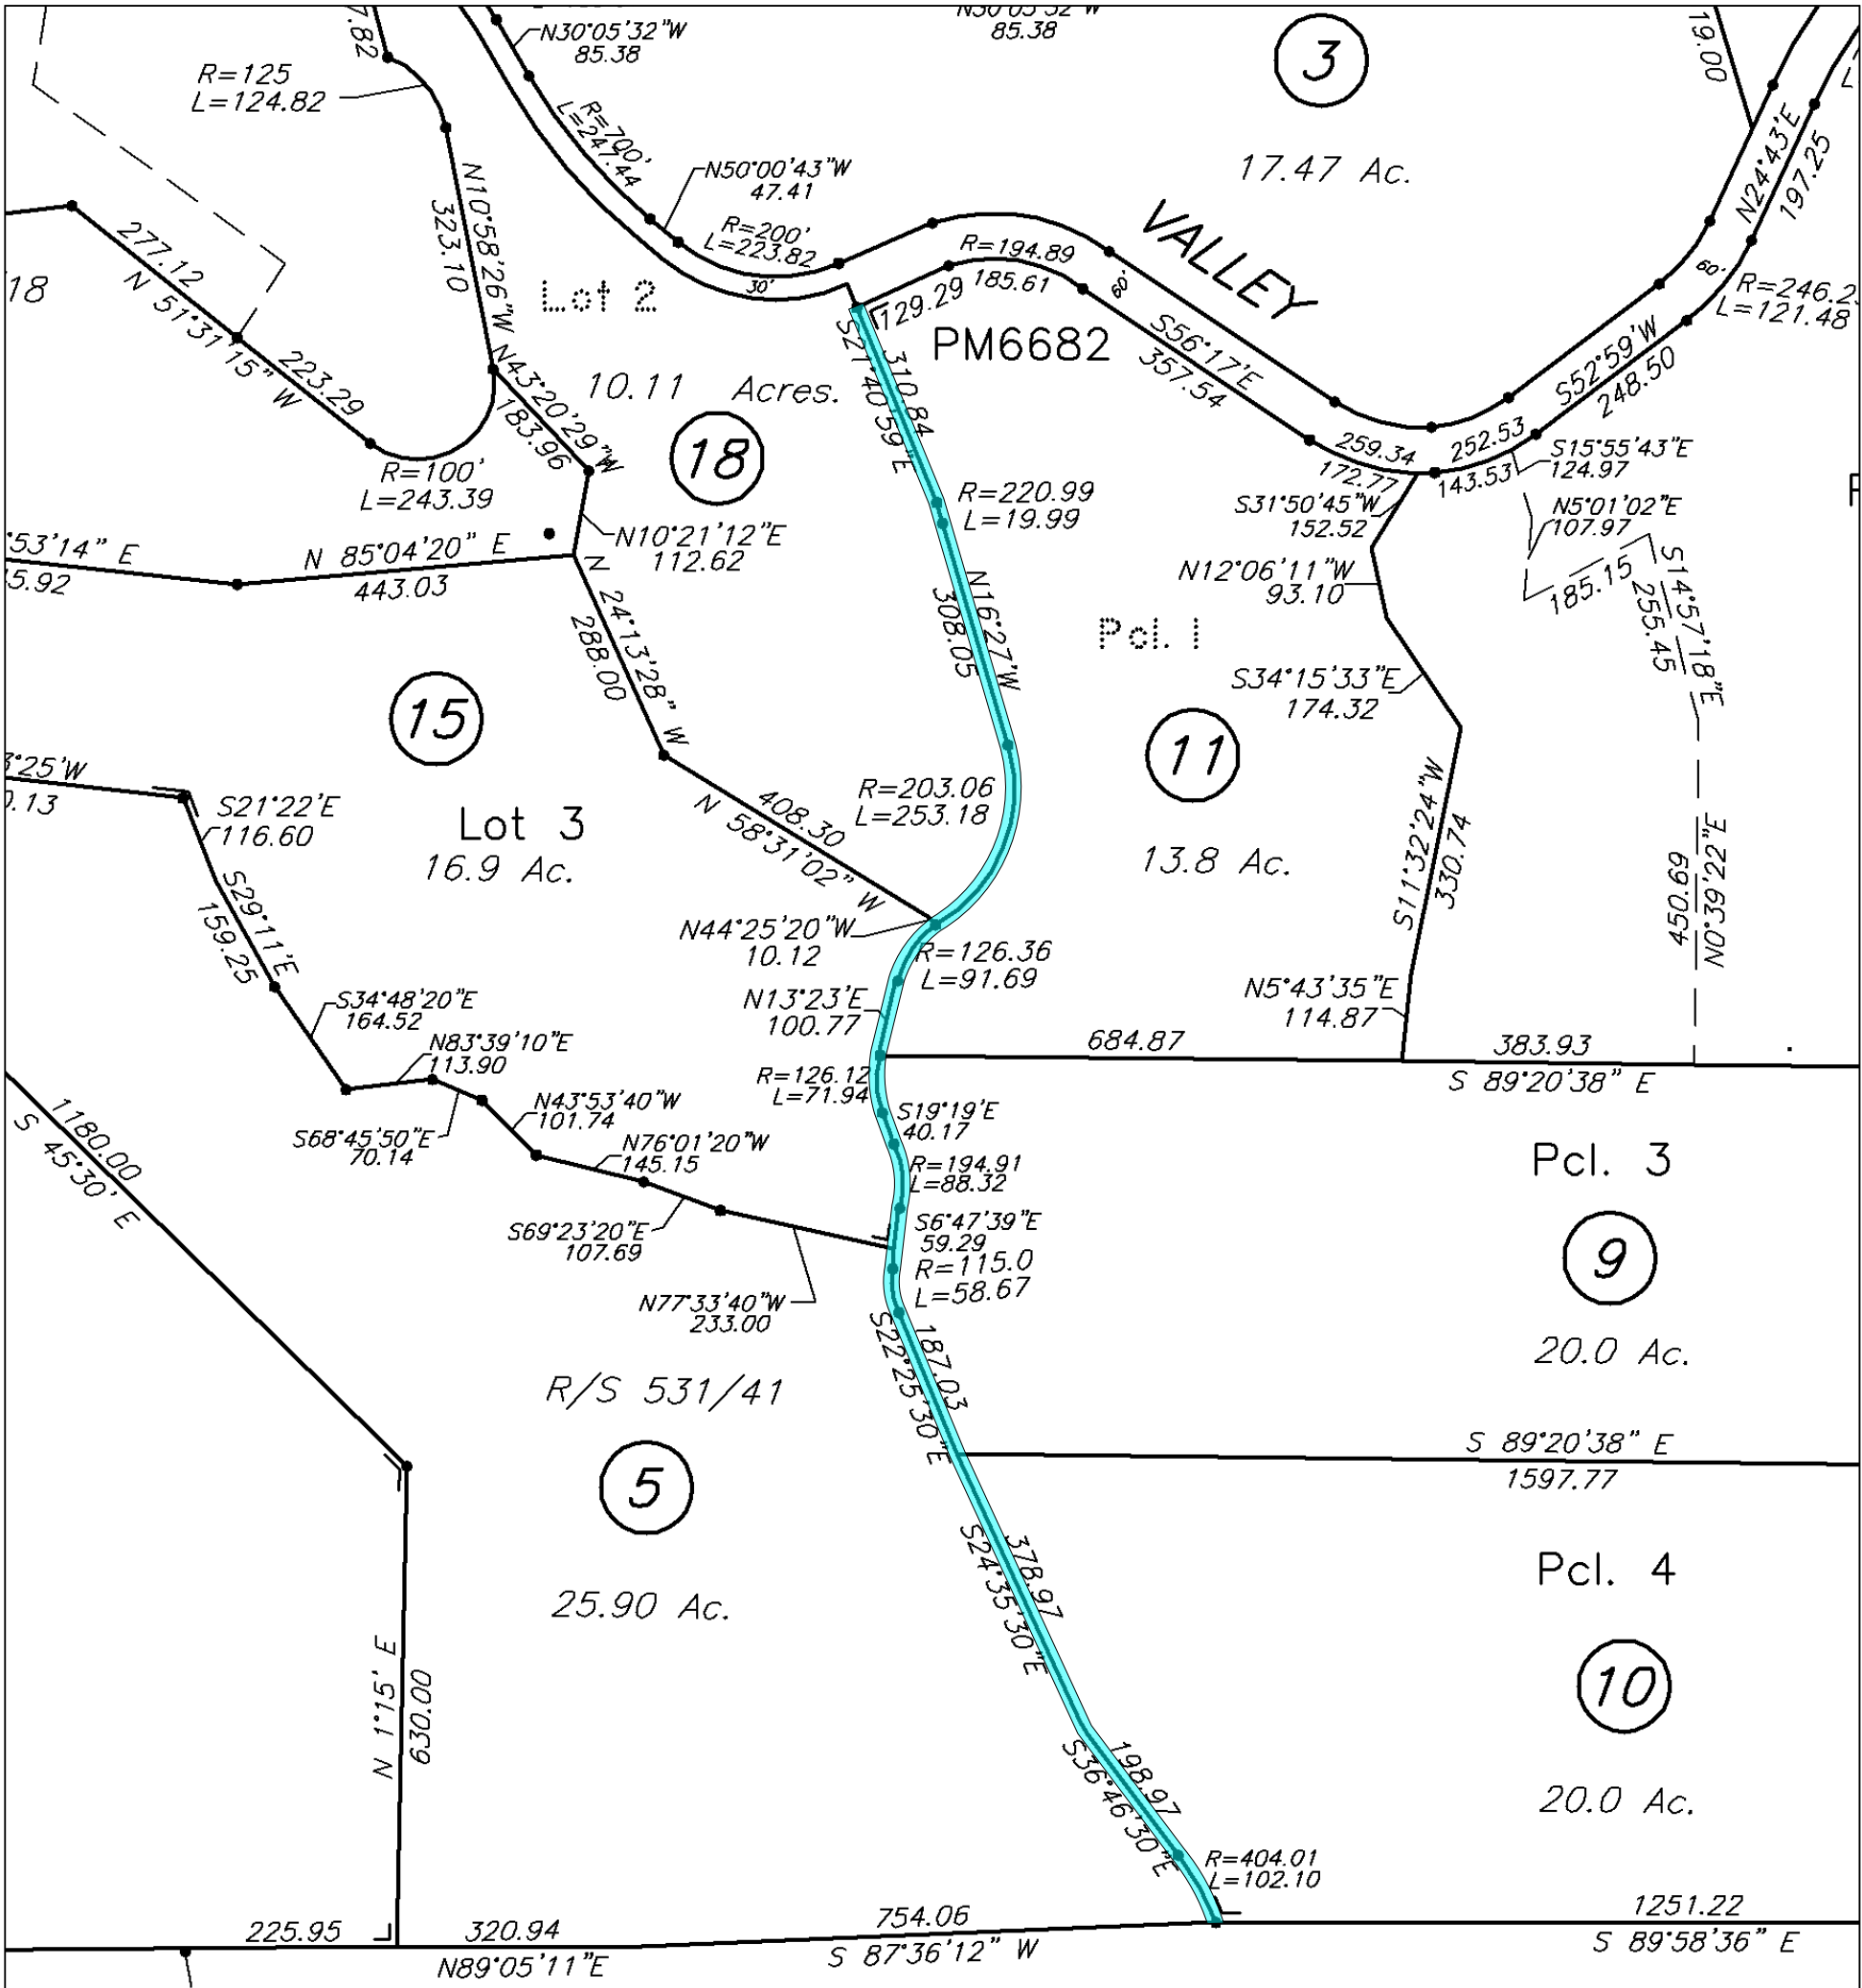 7.82
N30°05'32"W
85.38
N30°05'32"W
85.38
3
19.00
R=125
L=124.82
R=700'
L=247.44
17.47 Ac.
N24°43'E
197.25
N50°00'43"W
47.41
N10°58'26"W
323.10
R=200'
L=223.82
30'
R=194.89
185.61
60'
VALLEY
60'
R=246.2
L=121.48
277.12
N 51°31'15" W
223.29
18
Lot 2
129.29
PM6682
S56°17'E
357.54
S52°59'W
248.50
N43°20'29"W
183.96
10.11 Acres.
310.84
S21°40'59"E
18
R=100'
L=243.39
259.34
172.77
252.53
143.53
S15°55'43"E
124.97
R=220.99
L=19.99
S31°50'45"W
152.52
N5°01'02"E
107.97
N10°21'12"E
112.62
°53'14" E
5.92
N 85°04'20" E
443.03
N16°27'W
308.05
N12°06'11"W
93.10
185.15
S14°57'18"E
255.45
N 24°13'28" W
288.00
Pcl. 1
S34°15'33"E
174.32
15
11
3°25'W
0.13
S21°22'E
116.60
Lot 3
16.9 Ac.
408.30
N 58°31'02" W
R=203.06
L=253.18
13.8 Ac.
S11°32'24"W
330.74
450.69
N0°39'22"E
S29°11'E
159.25
N44°25'20"W
10.12
R=126.36
L=91.69
S34°48'20"E
164.52
N13°23'E
100.77
N5°43'35"E
114.87
N83°39'10"E
113.90
684.87
383.93
S 89°20'38" E
R=126.12
L=71.94
1180.00
S 45°30' E
S68°45'50"E
70.14
N43°53'40"W
101.74
S19°19'E
40.17
N76°01'20"W
145.15
R=194.91
L=88.32
Pcl. 3
S69°23'20"E
107.69
S6°47'39"E
59.29
R=115.0
L=58.67
9
N77°33'40"W
233.00
187.03
S22°25'30"E
20.0 Ac.
R/S 531/41
S 89°20'38" E
1597.77
5
378.97
S24°35'30"E
Pcl. 4
25.90 Ac.
N 1°15' E
630.00
10
198.97
S36°46'30"E
20.0 Ac.
R=404.01
L=102.10
225.95
320.94
N89°05'11"E
754.06
S 87°36'12" W
1251.22
S 89°58'36" E